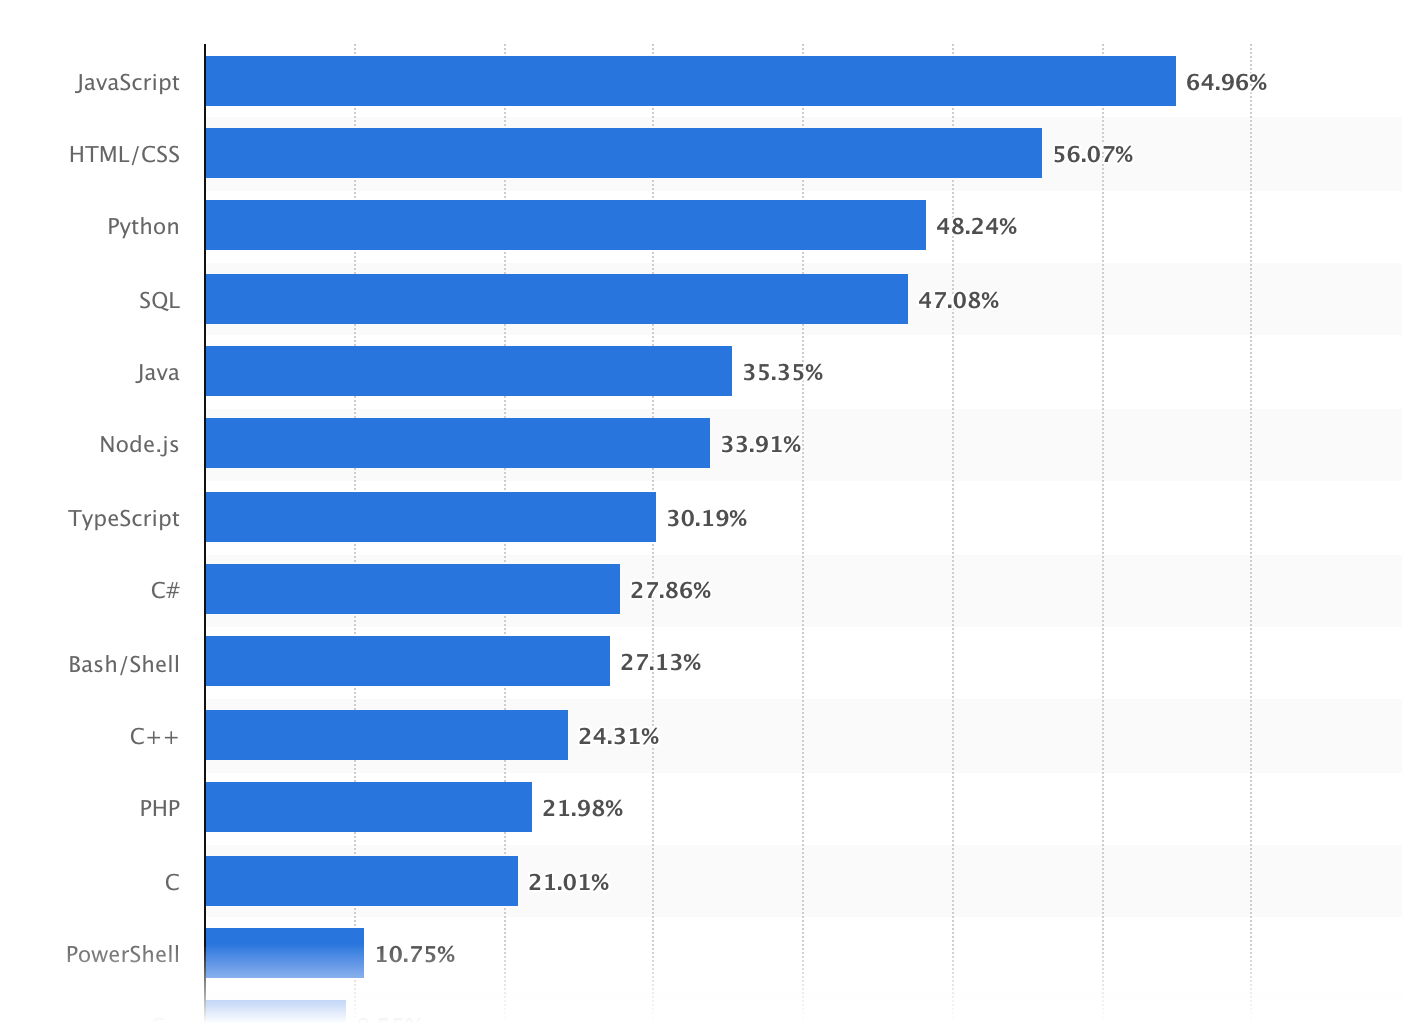 JavaScript 64.96%
HTML/CSS 56.07%
Python 48.24%
SQL 47.08%
Java 35.35%
Node.js 33.91%
TypeScript 30.19%
C# 27.86%
Bash/Shell 27.13%
C++ 24.31%
PHP 21.98%
C 21.01%
PowerShell 10.75%